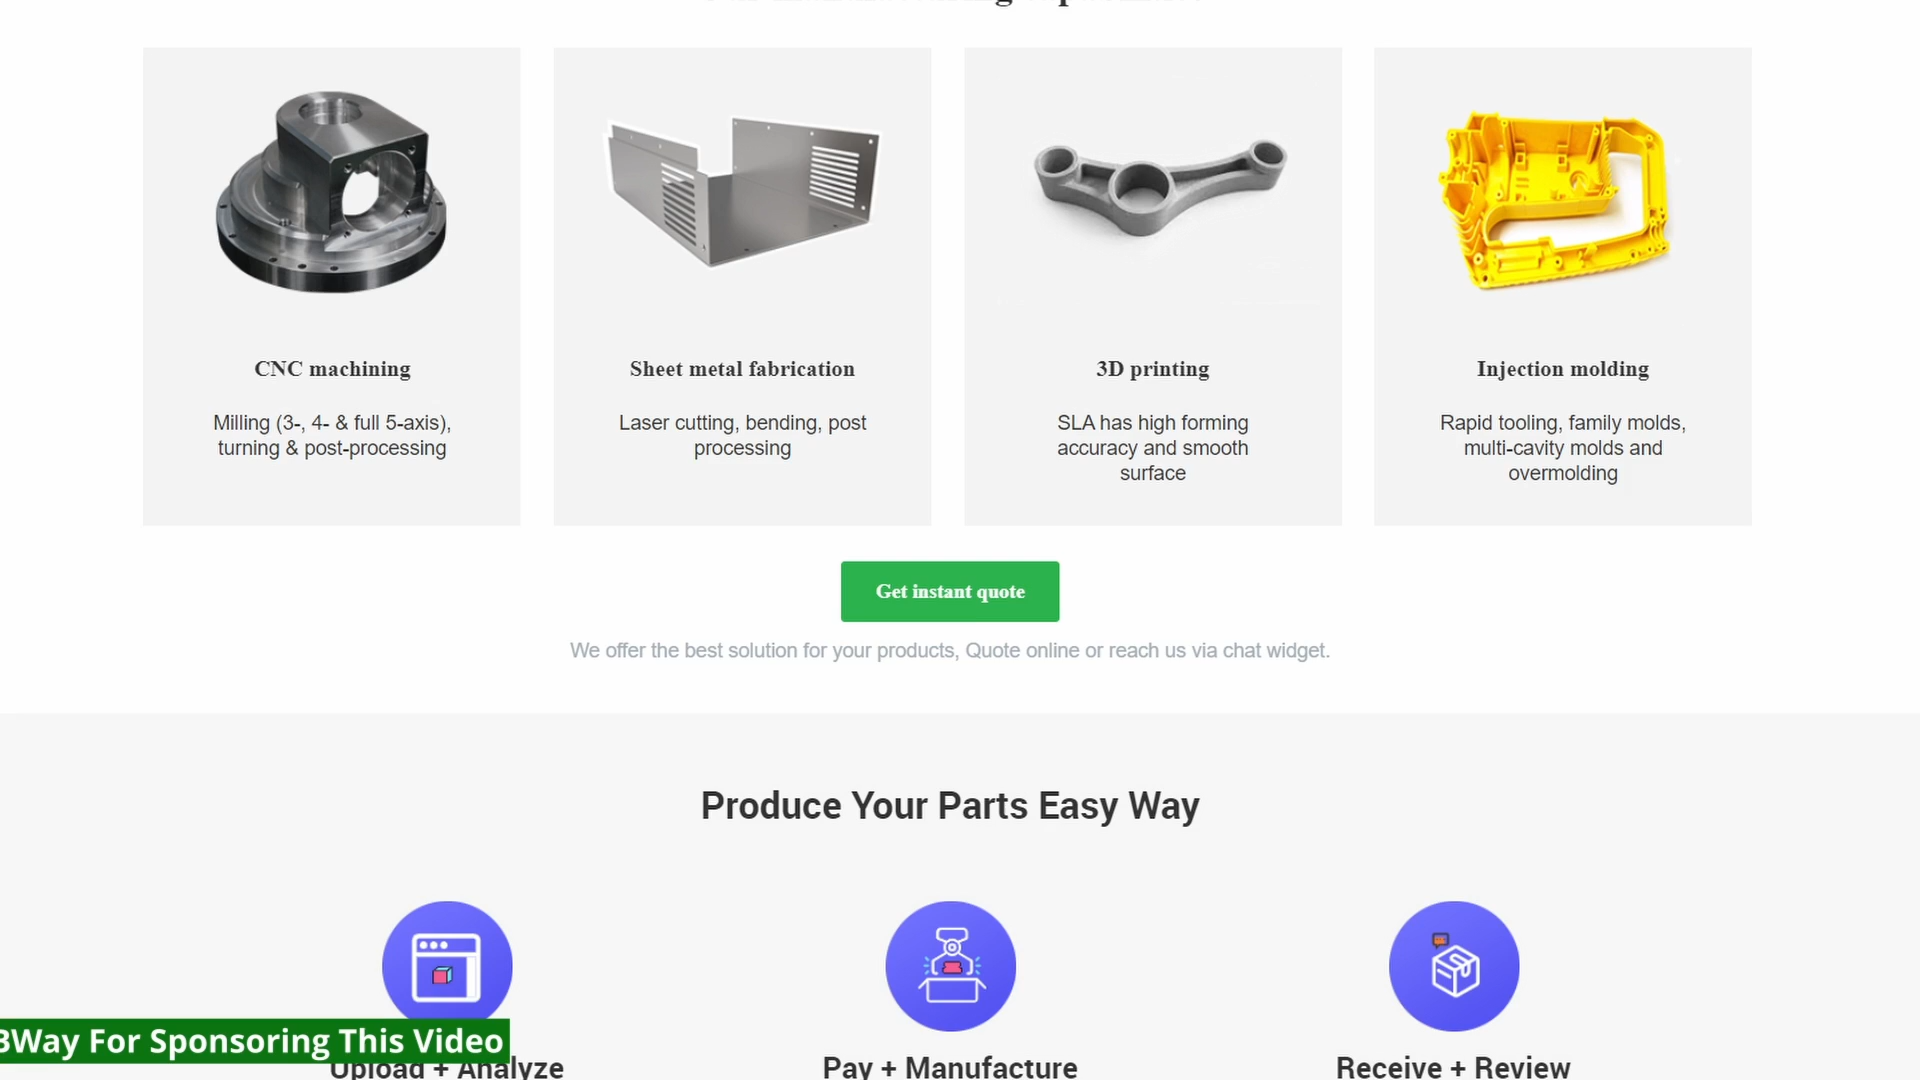 CNC machining
Milling (3-, 4- & full 5-axis),
turning & post-processing
Sheet metal fabrication
Laser cutting, bending, post
processing
3D printing
SLA has high forming
accuracy and smooth
surface
Injection molding
Rapid tooling, family molds,
multi-cavity molds and
overmolding
Get instant quote
We offer the best solution for your products, Quote online or reach us via chat widget.
Produce Your Parts Easy Way
Upload + Analyze
Pay + Manufacture
Receive + Review
BWay For Sponsoring This Video